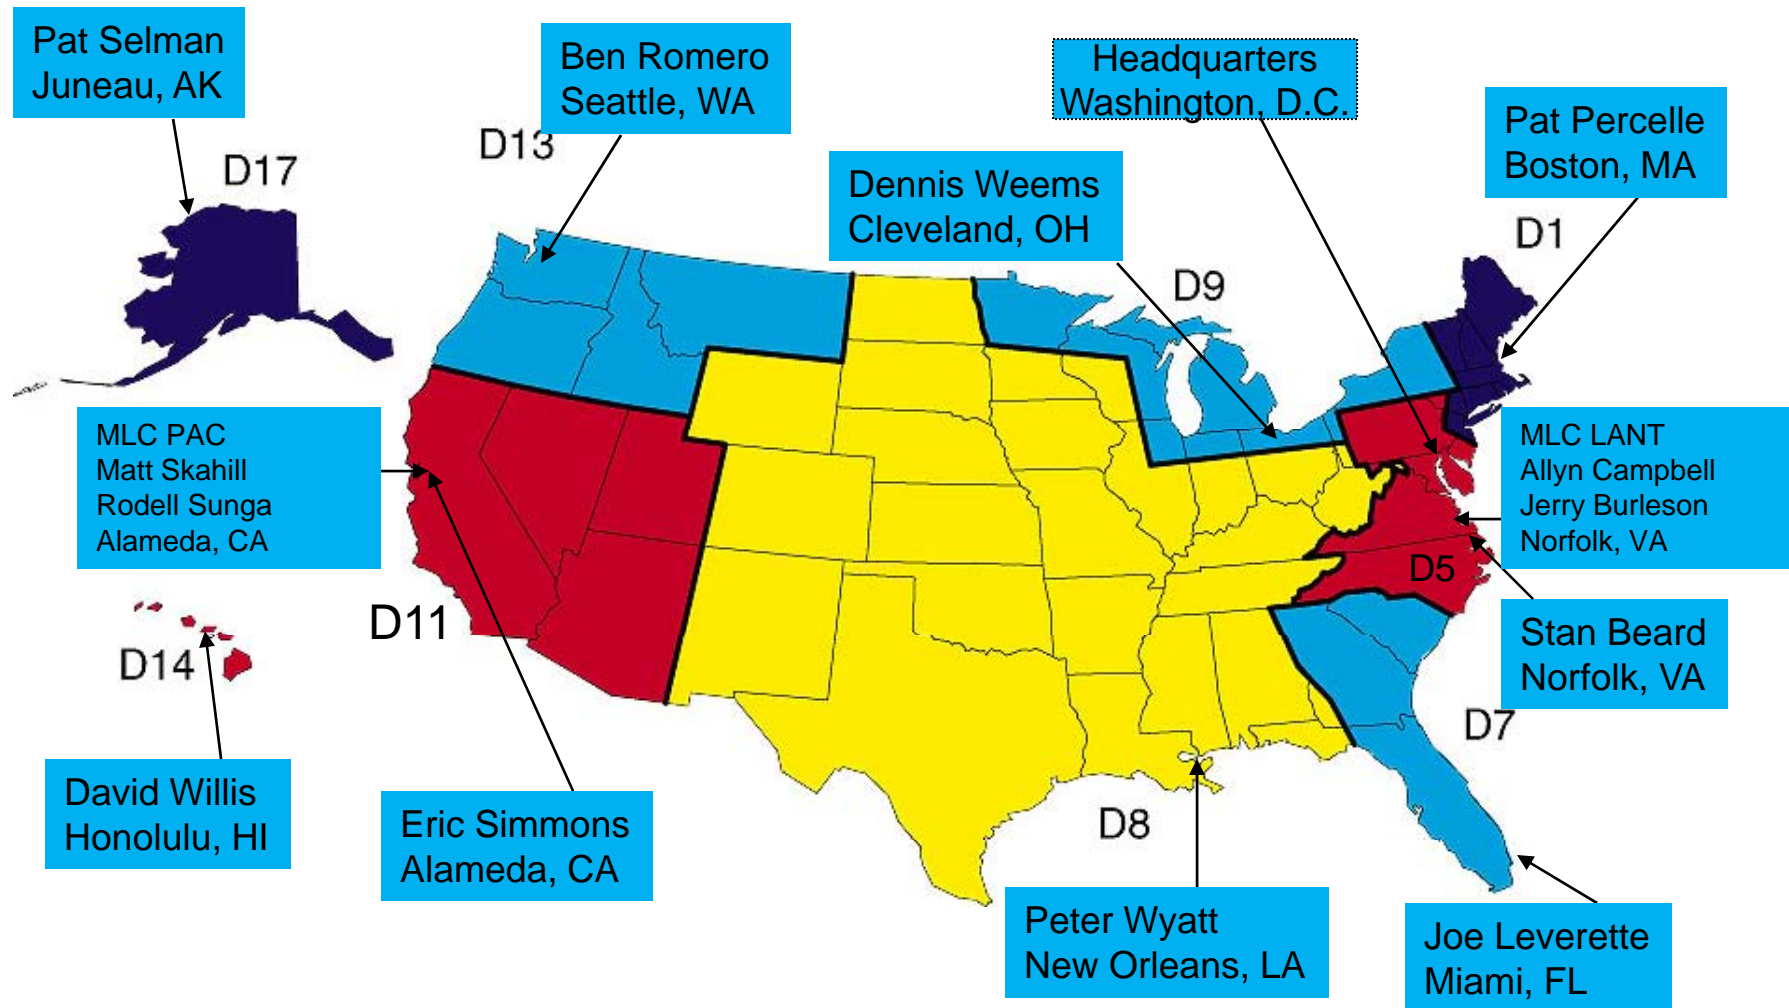 Pat Selman
Juneau, AK
Ben Romero
Seattle, WA
Headquarters
Washington, D.C.
Pat Percelle
Boston, MA
D17
D13
Dennis Weems
Cleveland, OH
D1
D9
MLC PAC
Matt Skahill
Rodell Sunga
Alameda, CA
MLC LANT
Allyn Campbell
Jerry Burleson
Norfolk, VA
D5
D11
D14
Stan Beard
Norfolk, VA
D7
David Willis
Honolulu, HI
Eric Simmons
Alameda, CA
D8
Peter Wyatt
New Orleans, LA
Joe Leverette
Miami, FL